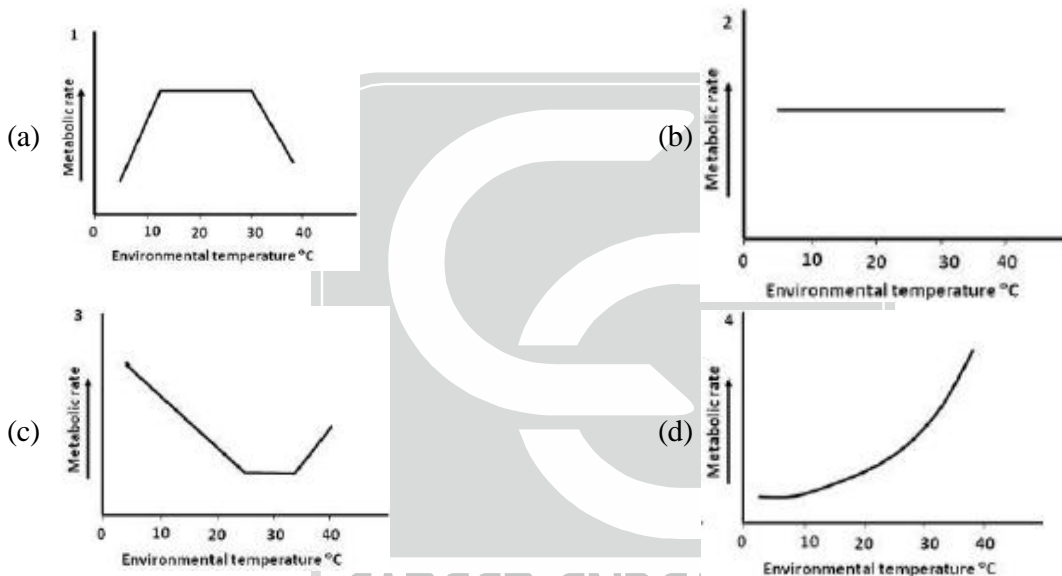 (a)
1
Metabolic rate
0 10 20 30 40
Environmental temperature °C
(b)
2
Metabolic rate
0 10 20 30 40
Environmental temperature °C
(c)
3
Metabolic rate
0 10 20 30 40
Environmental temperature °C
(d)
4
Metabolic rate
0 10 20 30 40
Environmental temperature °C